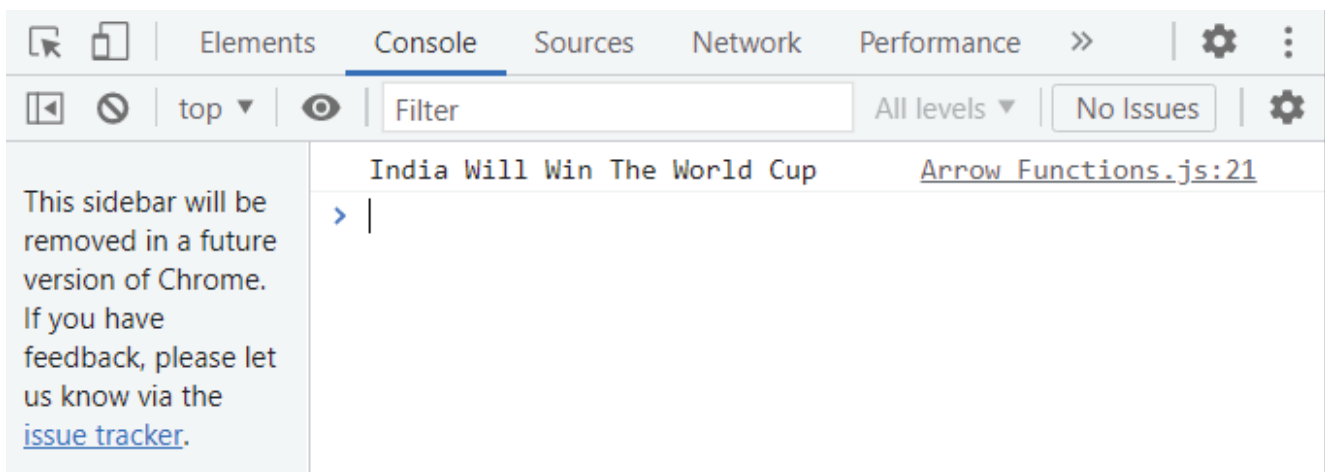 Elements Console Sources Network Performance »
top ▼ Filter All levels ▼ No Issues
India Will Win The World Cup Arrow Functions.js:21
>
This sidebar will be
removed in a future
version of Chrome.
If you have
feedback, please let
us know via the
issue tracker.